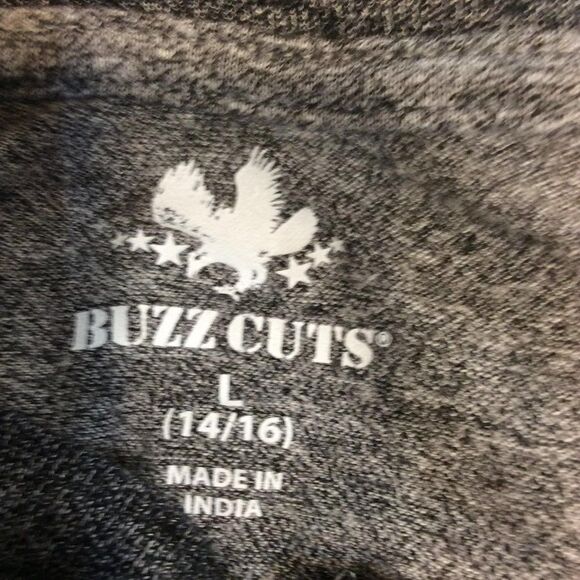 BUZZ CUTS®
L
(14/16)
MADE IN
INDIA